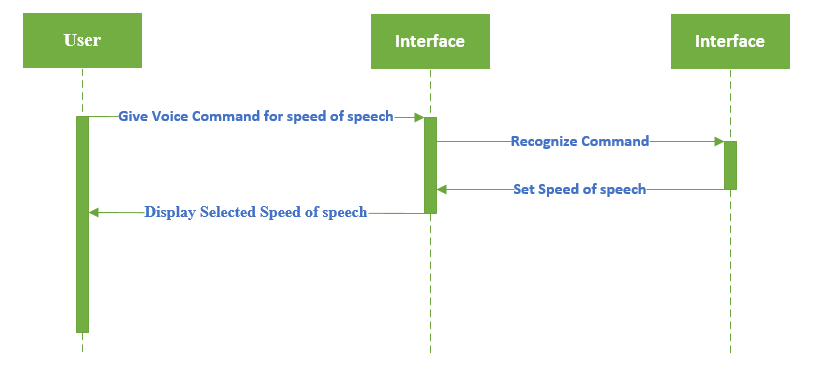 User
Interface
Interface
Give Voice Command for speed of speech
Recognize Command
Set Speed of speech
Display Selected Speed of speech